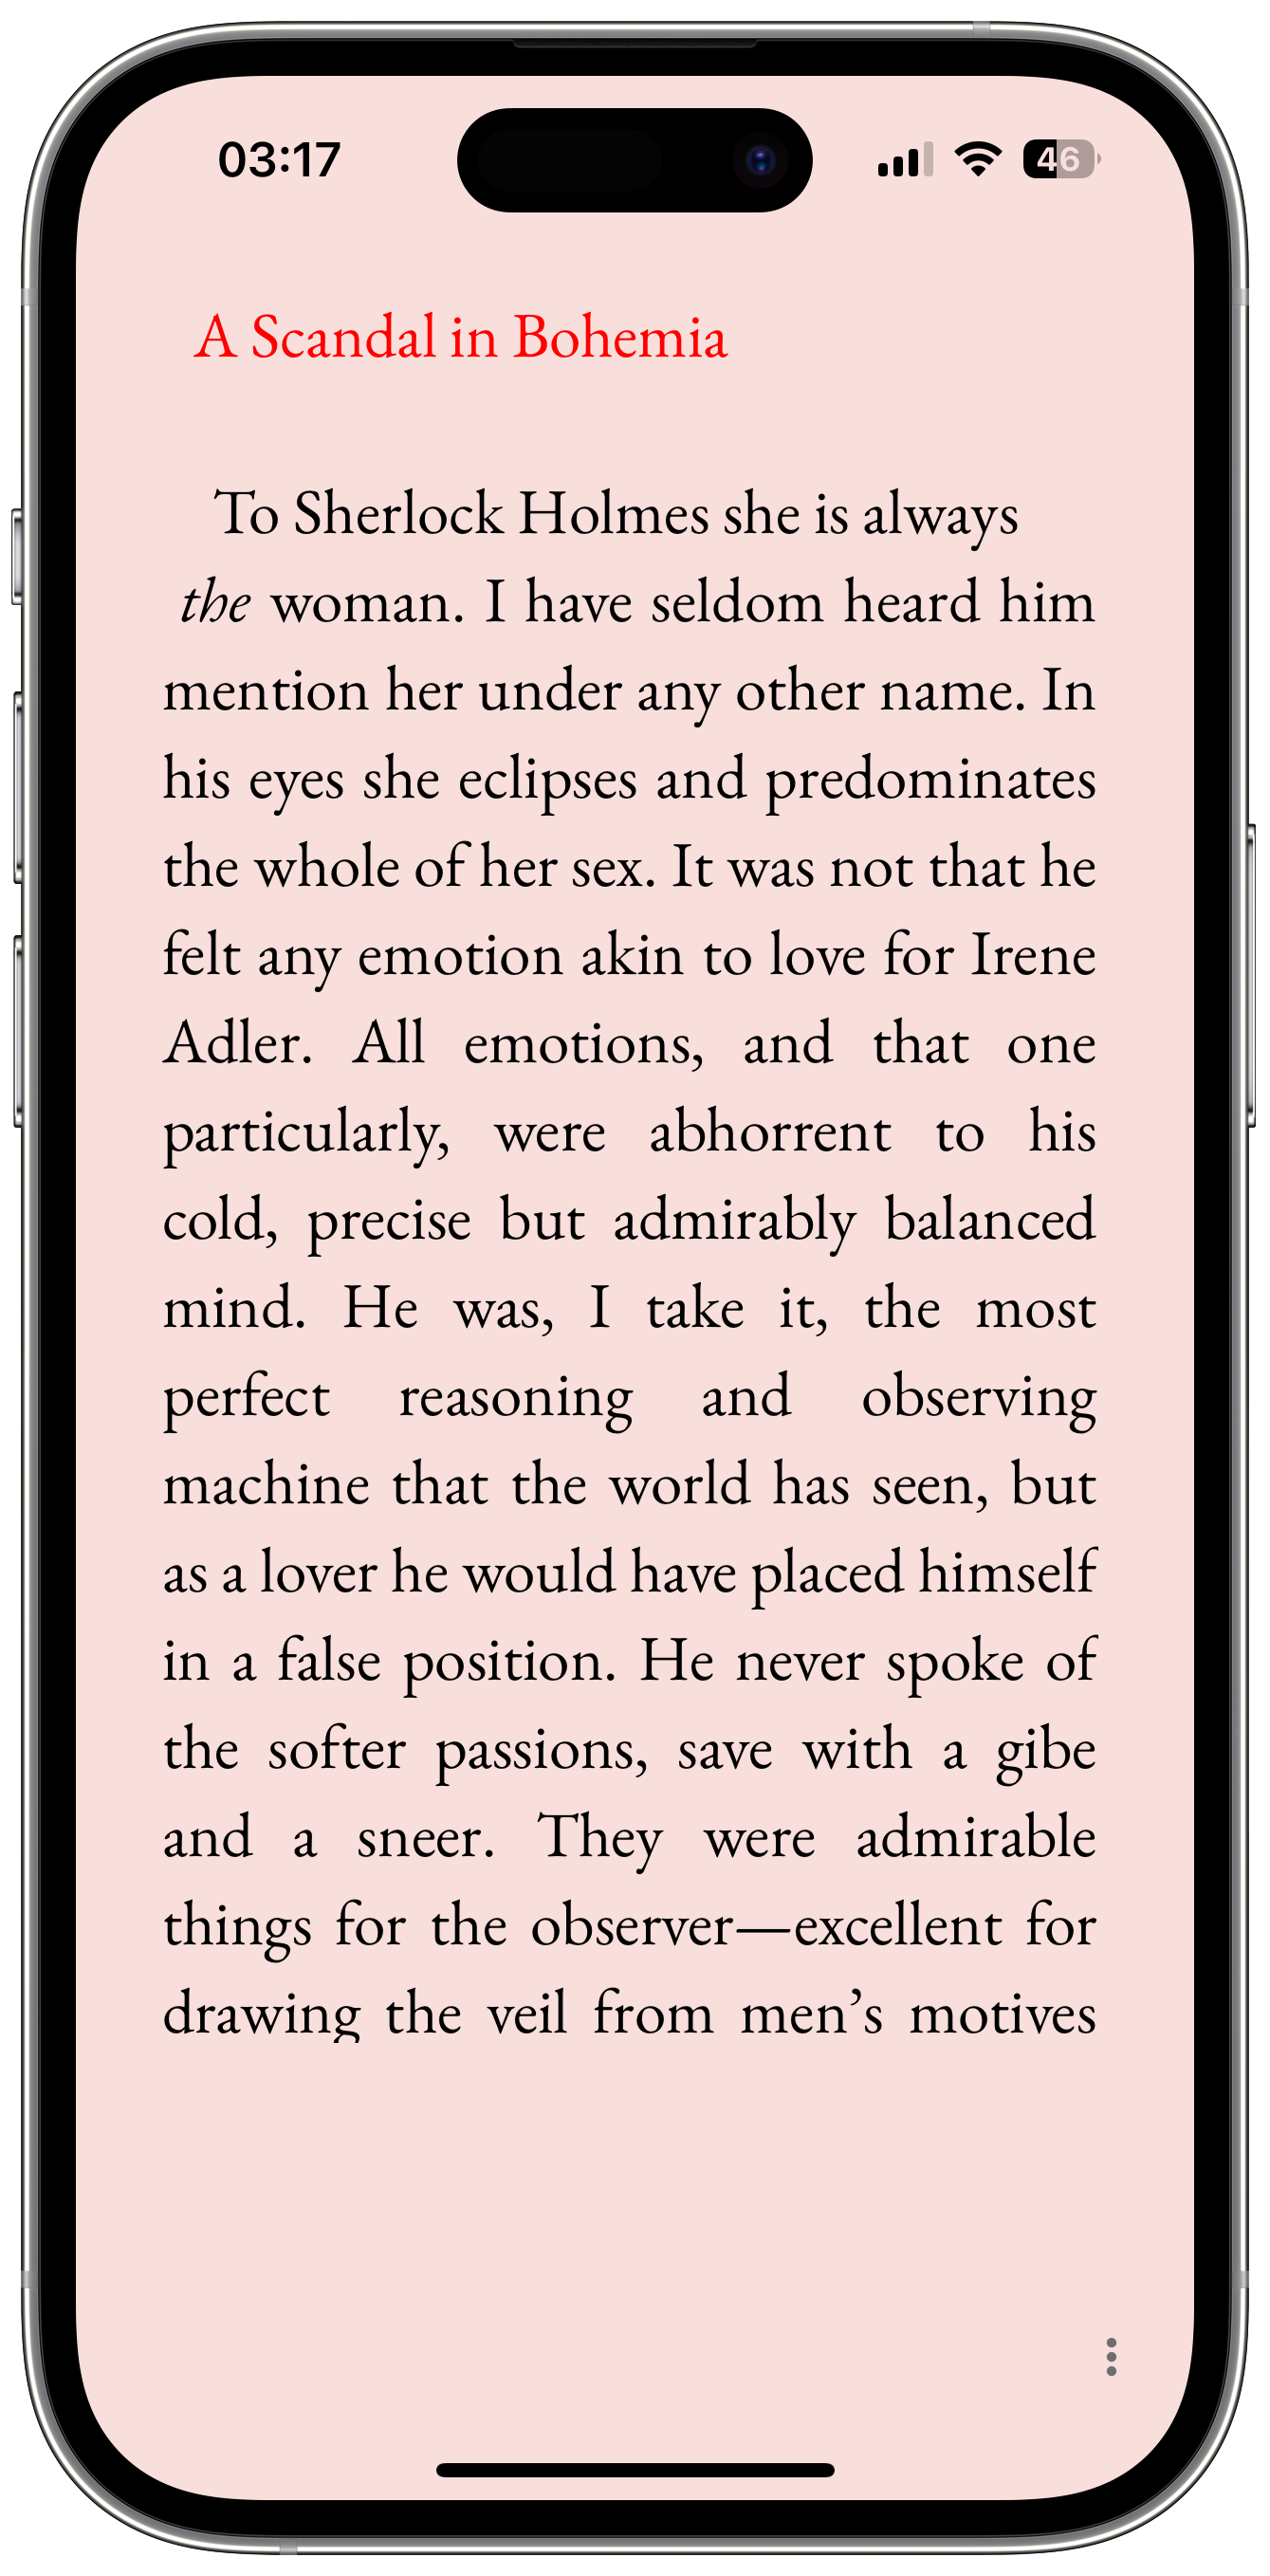 03:17
46
A Scandal in Bohemia
To Sherlock Holmes she is always
the woman. I have seldom heard him
mention her under any other name. In
his eyes she eclipses and predominates
the whole of her sex. It was not that he
felt any emotion akin to love for Irene
Adler. All emotions, and that one
particularly, were abhorrent to his
cold, precise but admirably balanced
mind. He was, I take it, the most
perfect reasoning and observing
machine that the world has seen, but
as a lover he would have placed himself
in a false position. He never spoke of
the softer passions, save with a gibe
and a sneer. They were admirable
things for the observer—excellent for
drawing the veil from men’s motives